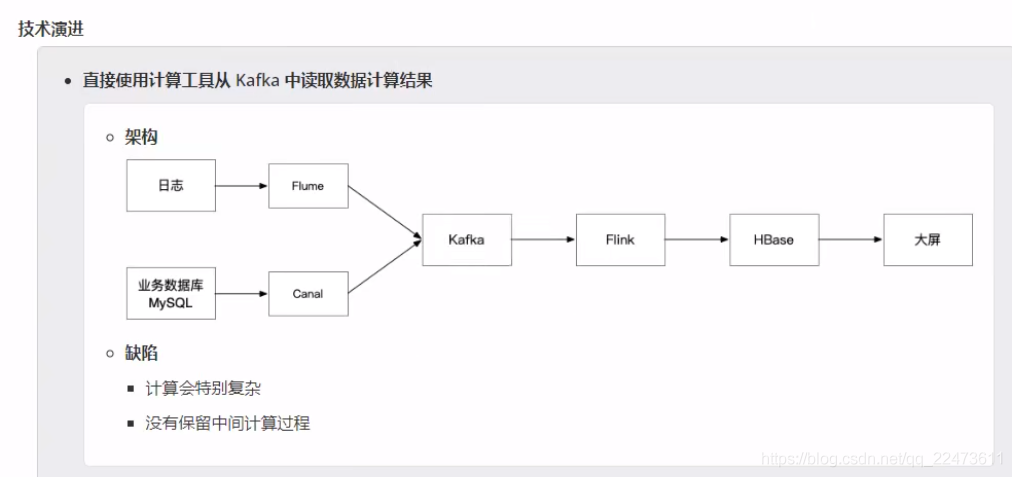 技术演进
直接使用计算工具从 Kafka 中读取数据计算结果
架构
日志
Flume
Kafka
Flink
HBase
大屏
业务数据库
MySQL
Canal
缺陷
计算会特别复杂
没有保留中间计算过程
https://blog.csdn.net/qq_22473611